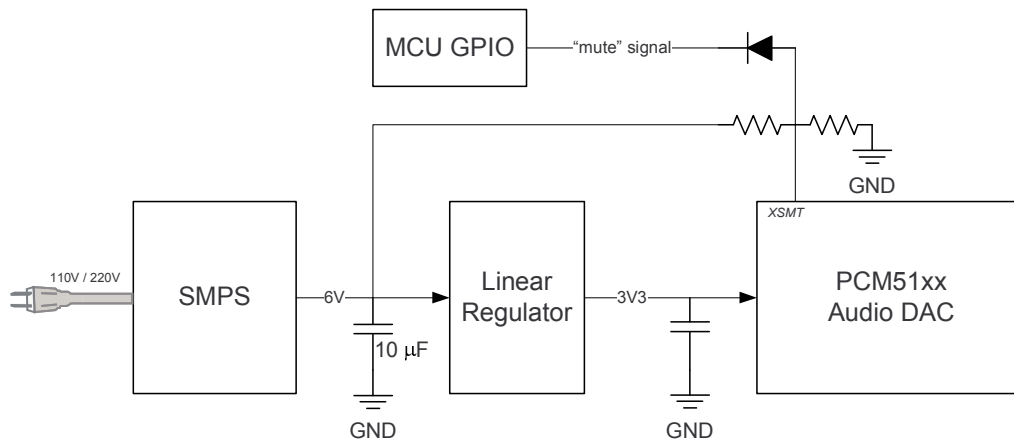 MCU GPIO
“mute” signal
GND
XSMT
110V / 220V
SMPS
6V
Linear
Regulator
3V3
PCM51xx
Audio DAC
10 μF
GND
GND